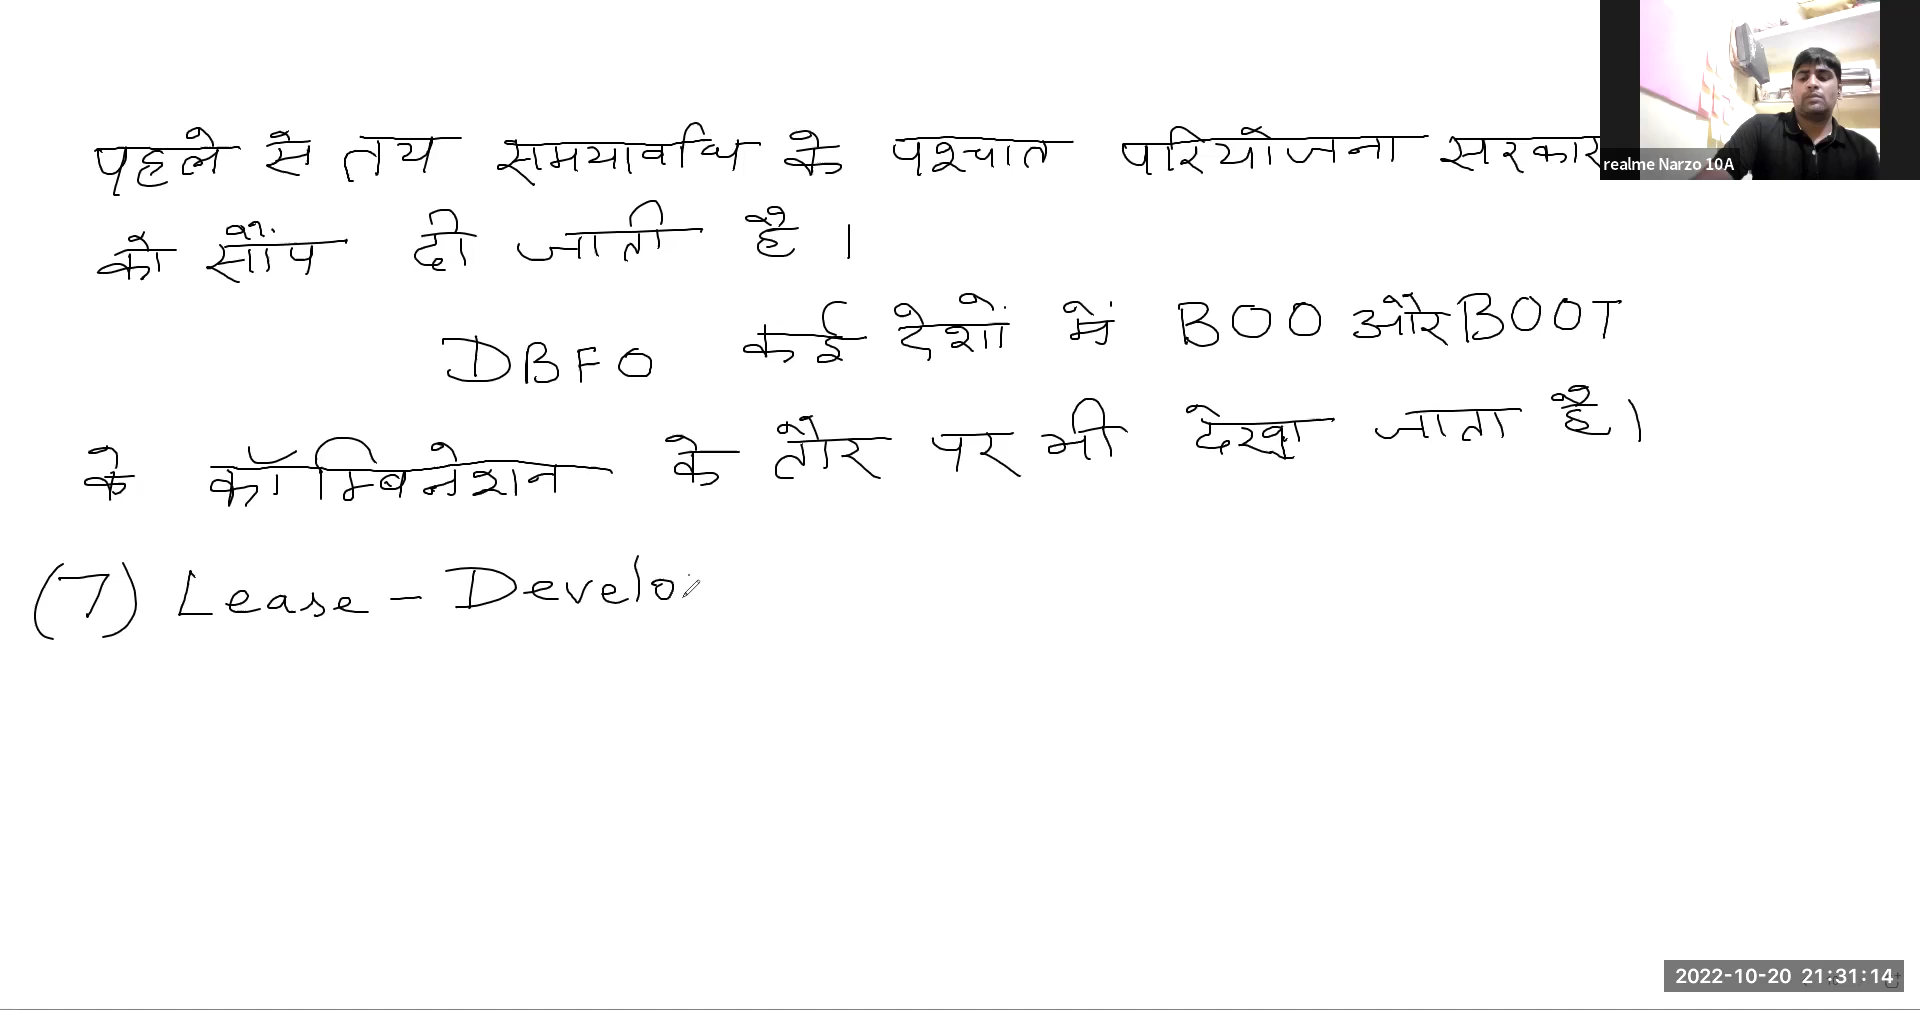 पहले से तय समयावधि के पश्चात परियोजना सरकार
को सौंप दी जाती है।
DBFO कई देशों में BOO और BOOT
के कॉम्बिनेशन के तौर पर भी देखा जाता है।
(7) Lease - Develo
realme Narzo 10A
2022-10-20 21:31:14